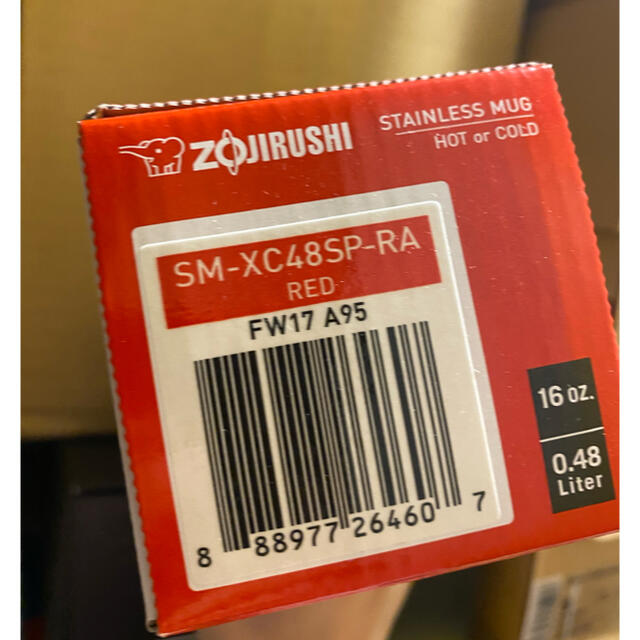 ZOJIRUSHI
STAINLESS MUG
HOT or COLD
SM-XC48SP-RA
RED
FW17 A95
8 88977 26460 7
16 oz.
0.48
Liter